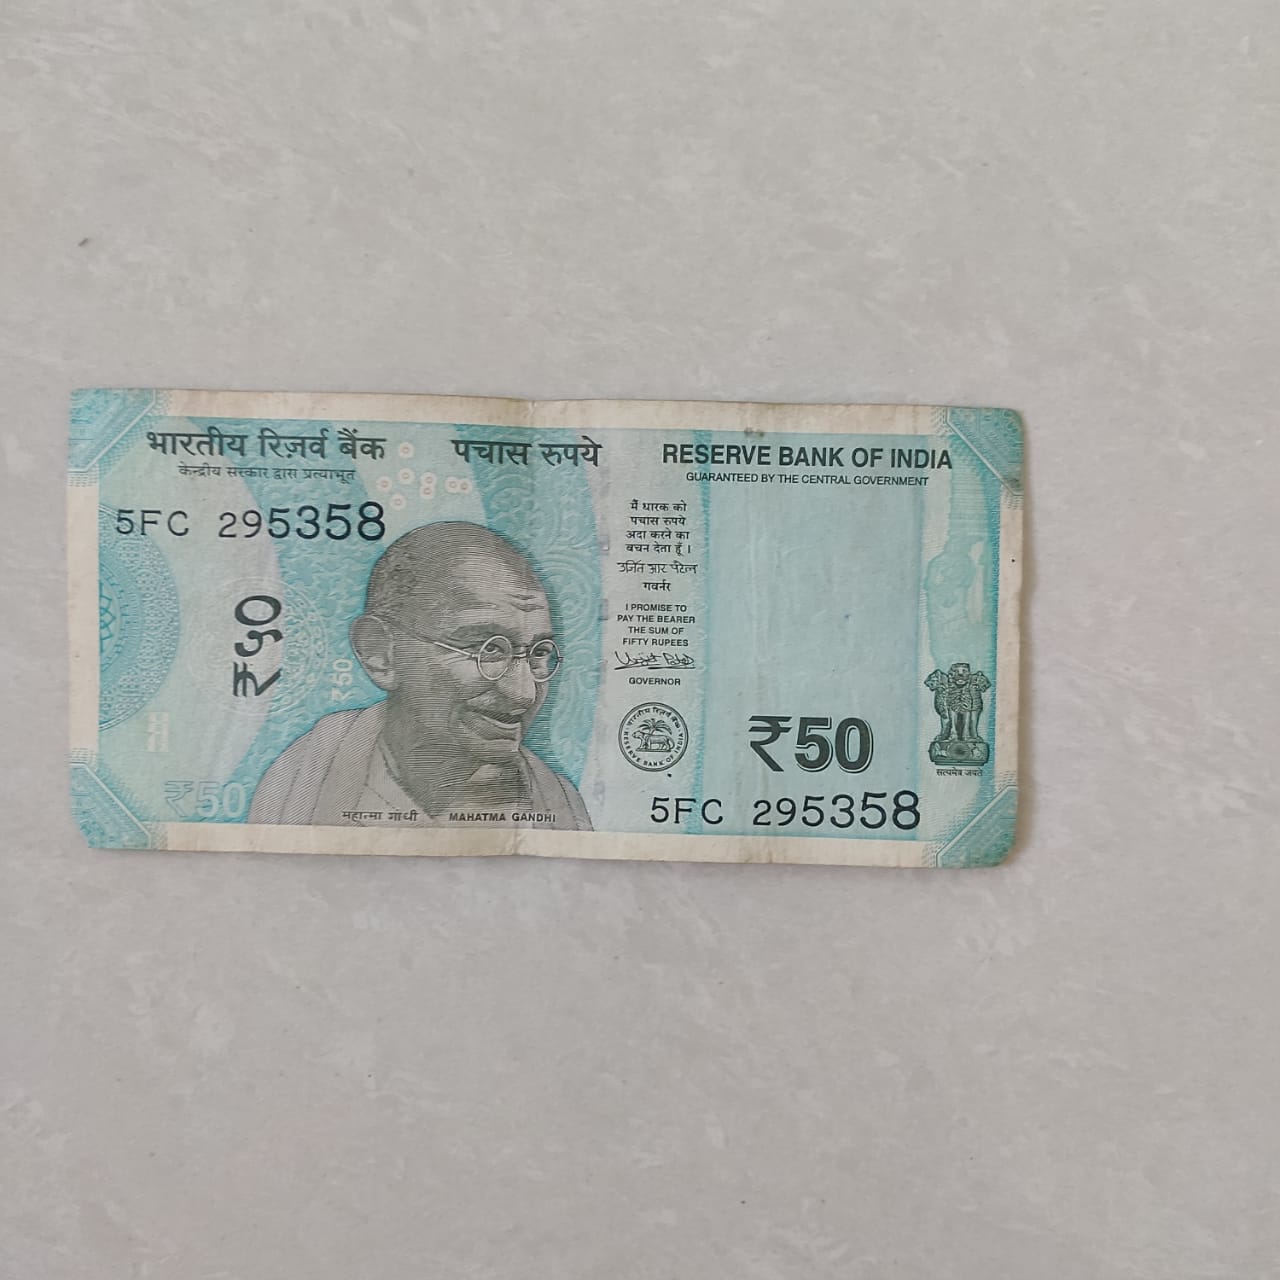 भारतीय रिज़र्व बैंक
केन्द्रीय सरकार द्वारा प्रत्याभूत
5FC 295358
₹५०
₹50
₹50
महात्मा गांधी MAHATMA GANDHI
पचास रुपये
RESERVE BANK OF INDIA
GUARANTEED BY THE CENTRAL GOVERNMENT
मैं धारक को
पचास रुपये
अदा करने का
वचन देता हूँ ।
उर्जित आर पटेल
गवर्नर
I PROMISE TO
PAY THE BEARER
THE SUM OF
FIFTY RUPEES
GOVERNOR
भारतीय रिज़र्व बैंक
RESERVE BANK OF INDIA
₹50
5FC 295358
सत्यमेव जयते